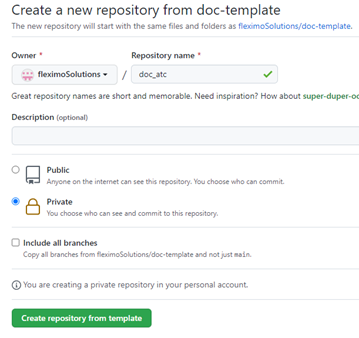 Create a new repository from doc-template
The new repository will start with the same files and folders as fleximoSolutions/doc-template.
Owner * Repository name *
fleximoSolutions / doc_atc
Great repository names are short and memorable. Need inspiration? How about super-duper-
Description (optional)
Public
Anyone on the internet can see this repository. You choose who can commit.
Private
You choose who can see and commit to this repository.
Include all branches
Copy all branches from fleximoSolutions/doc-template and not just main.
You are creating a private repository in your personal account.
Create repository from template